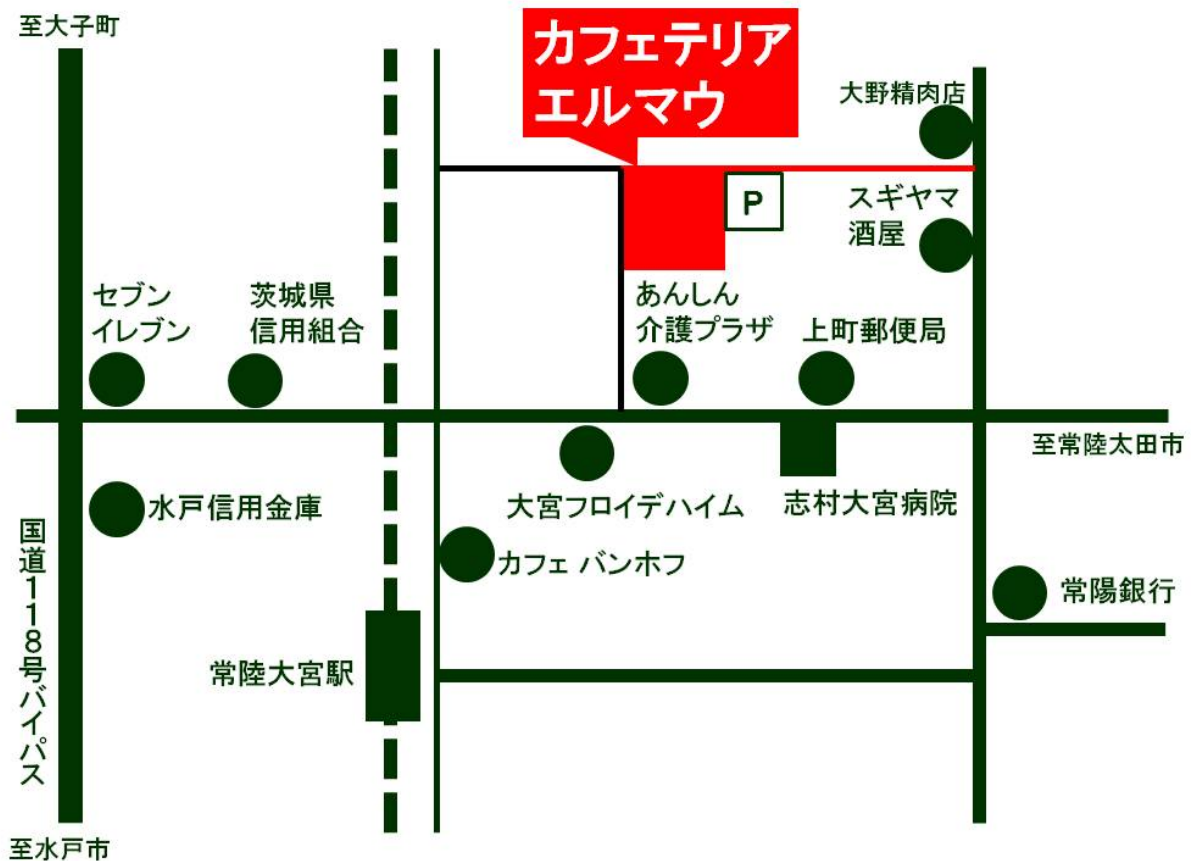 至大子町
カフェテリア
エルマウ
大野精肉店
P
スギヤマ
酒屋
セブン
イレブン
茨城県
信用組合
あんしん
介護プラザ
上町郵便局
至常陸太田市
水戸信用金庫
大宮フロイデハイム
志村大宮病院
国道118号バイパス
カフェ バンホフ
常陽銀行
常陸大宮駅
至水戸市